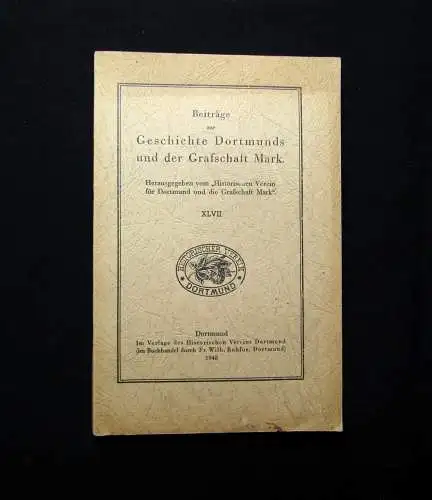 Beiträge
zur
Geschichte Dortmunds
und der Grafschaft Mark.
Herausgegeben vom „Historischen Verein
für Dortmund und die Grafschaft Mark“.
XLVII
HISTORISCHER VEREIN
DORTMUND
Dortmund
Im Verlage des Historischen Vereins Dortmund
(im Buchhandel durch Fr. Wilh. Ruhfus, Dortmund)
1948